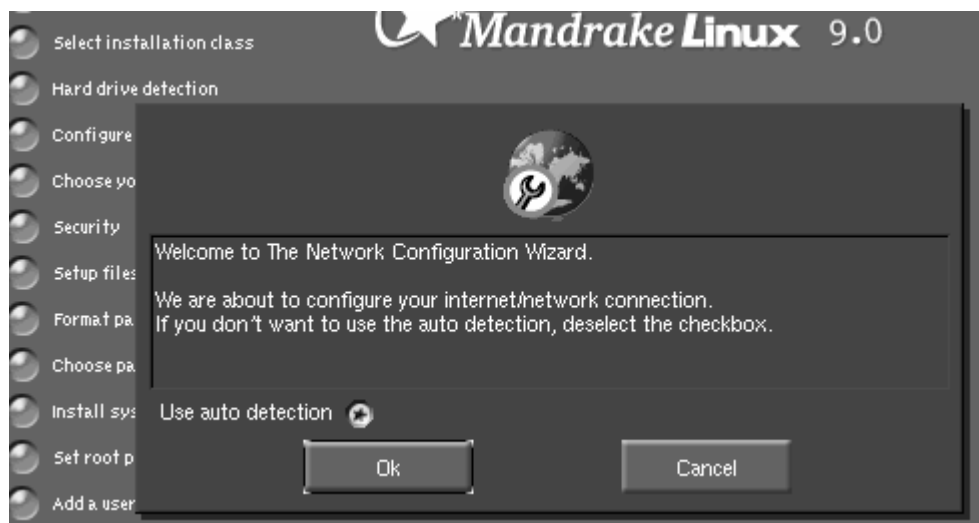 Mandrake Linux 9.0
Select installation class
Hard drive detection
Configure
Choose yo
Security
Setup files
Format pa
Choose pa
Install sys
Set root p
Add a user
Welcome to The Network Configuration Wizard.
We are about to configure your internet/network connection.
If you don't want to use the auto detection, deselect the checkbox.
Use auto detection
Ok
Cancel